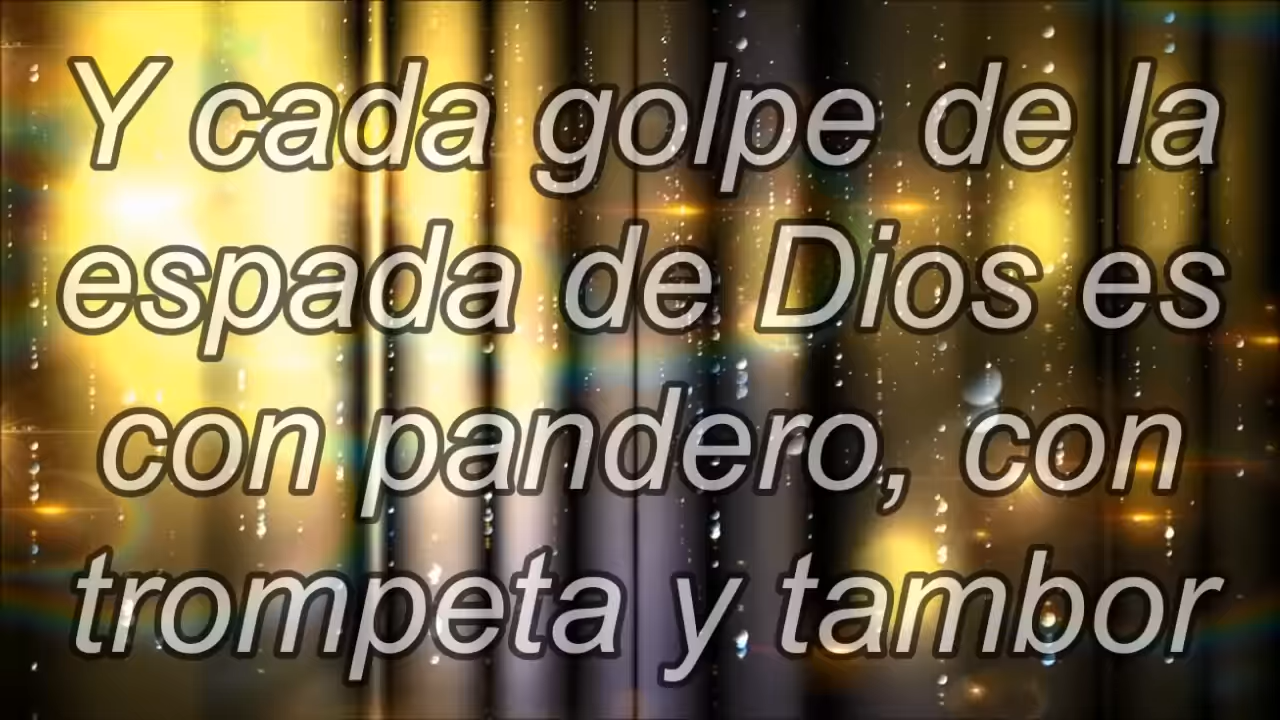 Y cada golpe de la
espada de Dios es
con pandero, con
trompeta y tambor